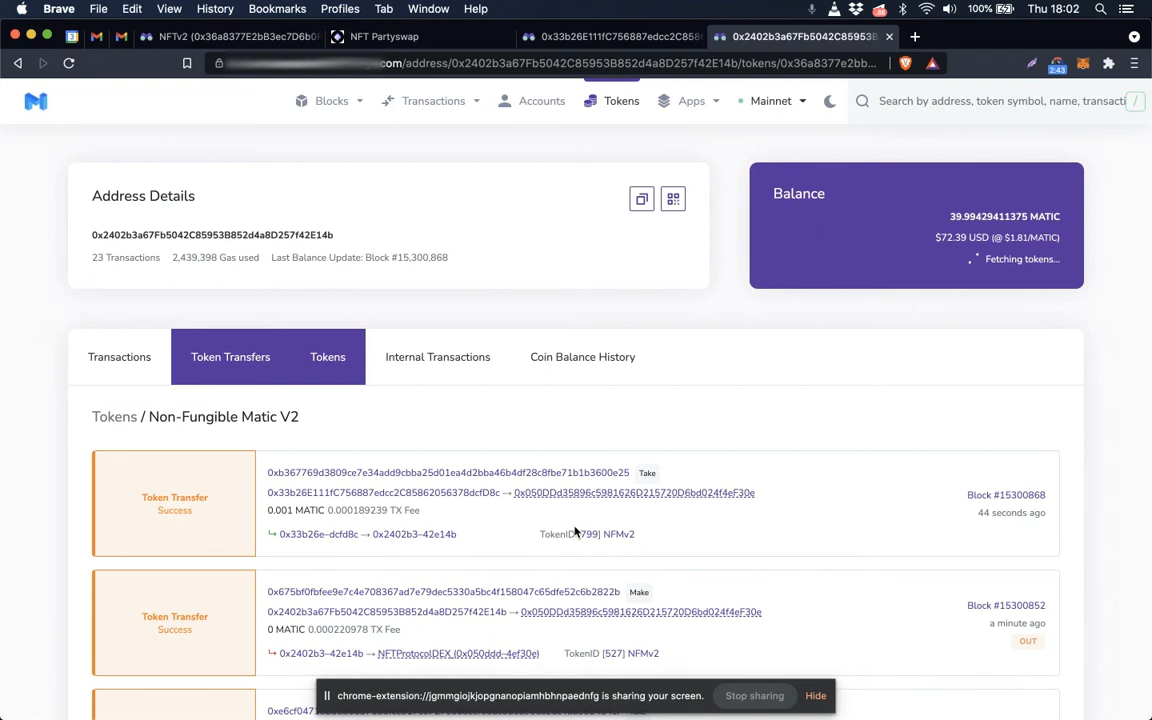 Brave File Edit View History Bookmarks Profiles Tab Window Help 100% Thu 18:02
NFTv2 (0x36a8377E2bB3ec7D6b0F NFT Partyswap 0x33b26E111fC756887edcc2C858 0x2402b3a67Fb5042C85953B
.com/address/0x2402b3a67Fb5042C85953B852d4a8D257f42E14b/tokens/0x36a8377e2bb... 2:43
Blocks Transactions Accounts Tokens Apps Mainnet Search by address, token symbol, name, transacti /
Address Details
0x2402b3a67Fb5042C85953B852d4a8D257f42E14b
23 Transactions 2,439,398 Gas used Last Balance Update: Block #15,300,868
Balance
39.99429411375 MATIC
$72.39 USD (@ $1.81/MATIC)
Fetching tokens...
Transactions Token Transfers Tokens Internal Transactions Coin Balance History
Tokens / Non-Fungible Matic V2
Token Transfer
Success
0xb367769d3809ce7e34add9cbba25d01ea4d2bba46b4df28c8fbe71b1b3600e25 Take
0x33b26E111fC756887edcc2C85862056378dcfD8c → 0x050DDd35896c5981626D215720D6bd024f4eF30e
0.001 MATIC 0.000189239 TX Fee
0x33b26e–dcfd8c → 0x2402b3–42e14b TokenID [799] NFMv2
Block #15300868
44 seconds ago
Token Transfer
Success
0x675bf0fbfee9e7c4e708367ad7e79dec5330a5bc4f158047c65dfe52c6b2822b Make
0x2402b3a67Fb5042C85953B852d4a8D257f42E14b → 0x050DDd35896c5981626D215720D6bd024f4eF30e
0 MATIC 0.000220978 TX Fee
0x2402b3–42e14b → NFTProtocolDEX (0x050ddd–4ef30e) TokenID [527] NFMv2
Block #15300852
a minute ago
OUT
chrome-extension://jgmmgiojkjopgnanopiamhbhnpaednfg is sharing your screen. Stop sharing Hide